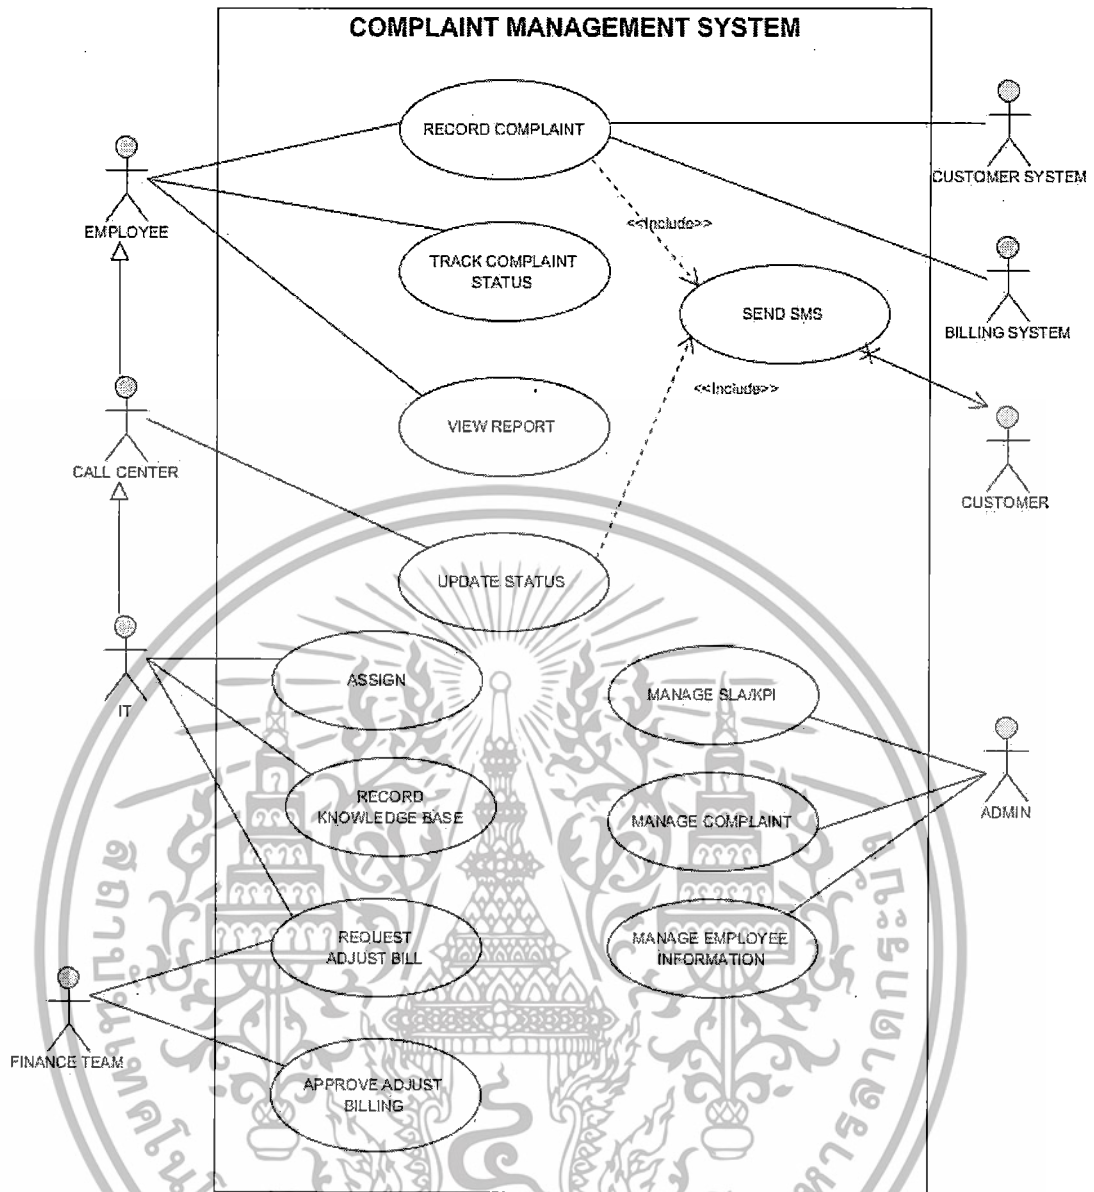 COMPLAINT MANAGEMENT SYSTEM
RECORD COMPLAINT
CUSTOMER SYSTEM
EMPLOYEE
<<Include>>
TRACK COMPLAINT
STATUS
SEND SMS
BILLING SYSTEM
<<Include>>
VIEW REPORT
CALL CENTER
CUSTOMER
UPDATE STATUS
ASSIGN
MANAGE SLA/KPI
IT
RECORD
KNOWLEDGE BASE
MANAGE COMPLAINT
ADMIN
REQUEST
ADJUST BILL
MANAGE EMPLOYEE
INFORMATION
FINANCE TEAM
APPROVE ADJUST
BILLING